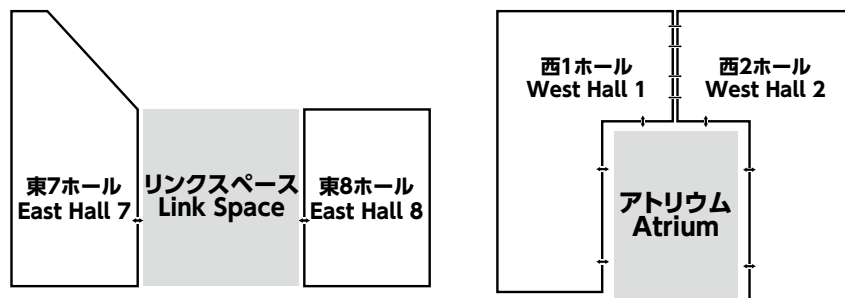 東7ホール
East Hall 7
リンクスペース
Link Space
東8ホール
East Hall 8
西1ホール
West Hall 1
西2ホール
West Hall 2
アトリウム
Atrium